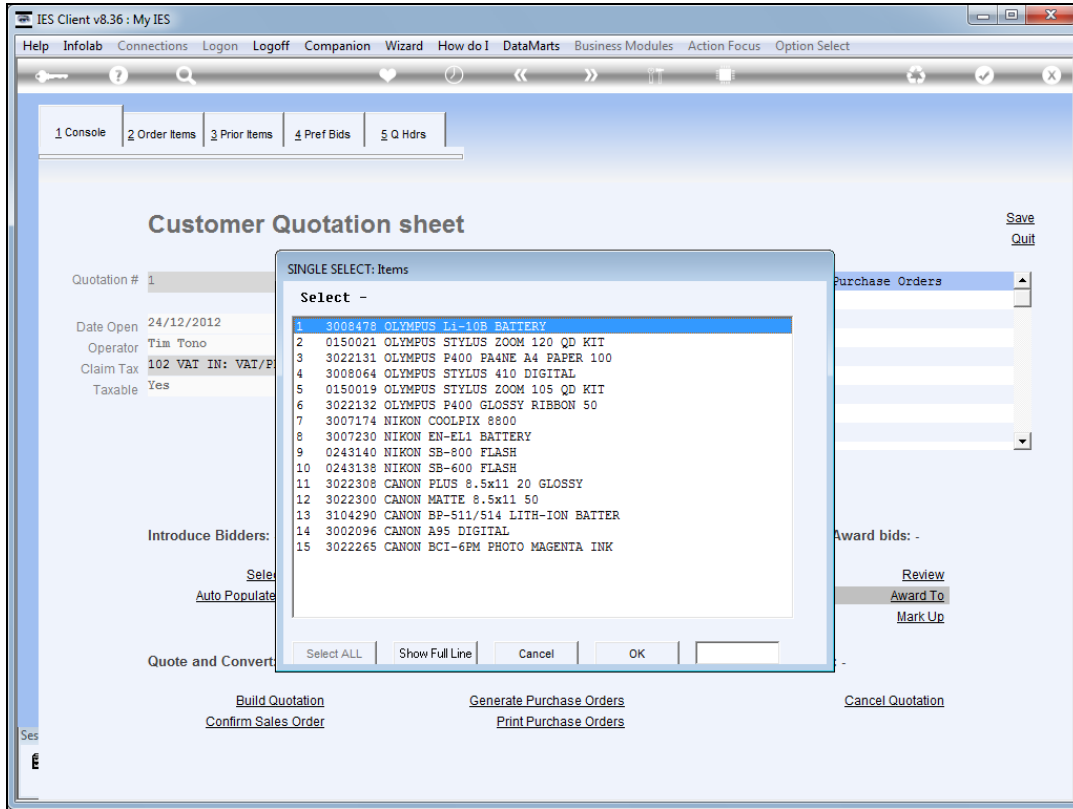 IES Client v8.36 : My IES
Help Infolab Connections Logon Logoff Companion Wizard How do I DataMarts Business Modules Action Focus Option Select
1 Console 2 Order Items 3 Prior Items 4 Pref Bids 5 Q Hdrs
Customer Quotation sheet
Save
Quit
Quotation # 1
Purchase Orders
Date Open 24/12/2012
Operator Tim Tono
Claim Tax 102 VAT IN:
Taxable Yes
SINGLE SELECT: Items
Select -
1 3008478 OLYMPUS Li-10B BATTERY
2 0150021 OLYMPUS STYLUS ZOOM 120 QD KIT
3 3022131 OLYMPUS P400 PA4NE A4 PAPER 100
4 3008064 OLYMPUS STYLUS 410 DIGITAL
5 0150019 OLYMPUS STYLUS ZOOM 105 QD KIT
6 3022132 OLYMPUS P400 GLOSSY RIBBON 50
7 3007174 NIKON COOLPIX 8800
8 3007230 NIKON EN-EL1 BATTERY
9 0243140 NIKON SB-800 FLASH
10 0243138 NIKON SB-600 FLASH
11 3022308 CANON PLUS 8.5x11 20 GLOSSY
12 3022300 CANON MATTE 8.5x11 50
13 3104290 CANON BP-511/514 LITH-ION BATTER
14 3002096 CANON A95 DIGITAL
15 3022265 CANON BCI-6PM PHOTO MAGENTA INK
Select ALL Show Full Line Cancel OK
Introduce Bidders:
Award bids: -
Auto Populate
Review
Award To
Mark Up
Quote and Convert:
Build Quotation
Confirm Sales Order
Generate Purchase Orders
Print Purchase Orders
Cancel Quotation